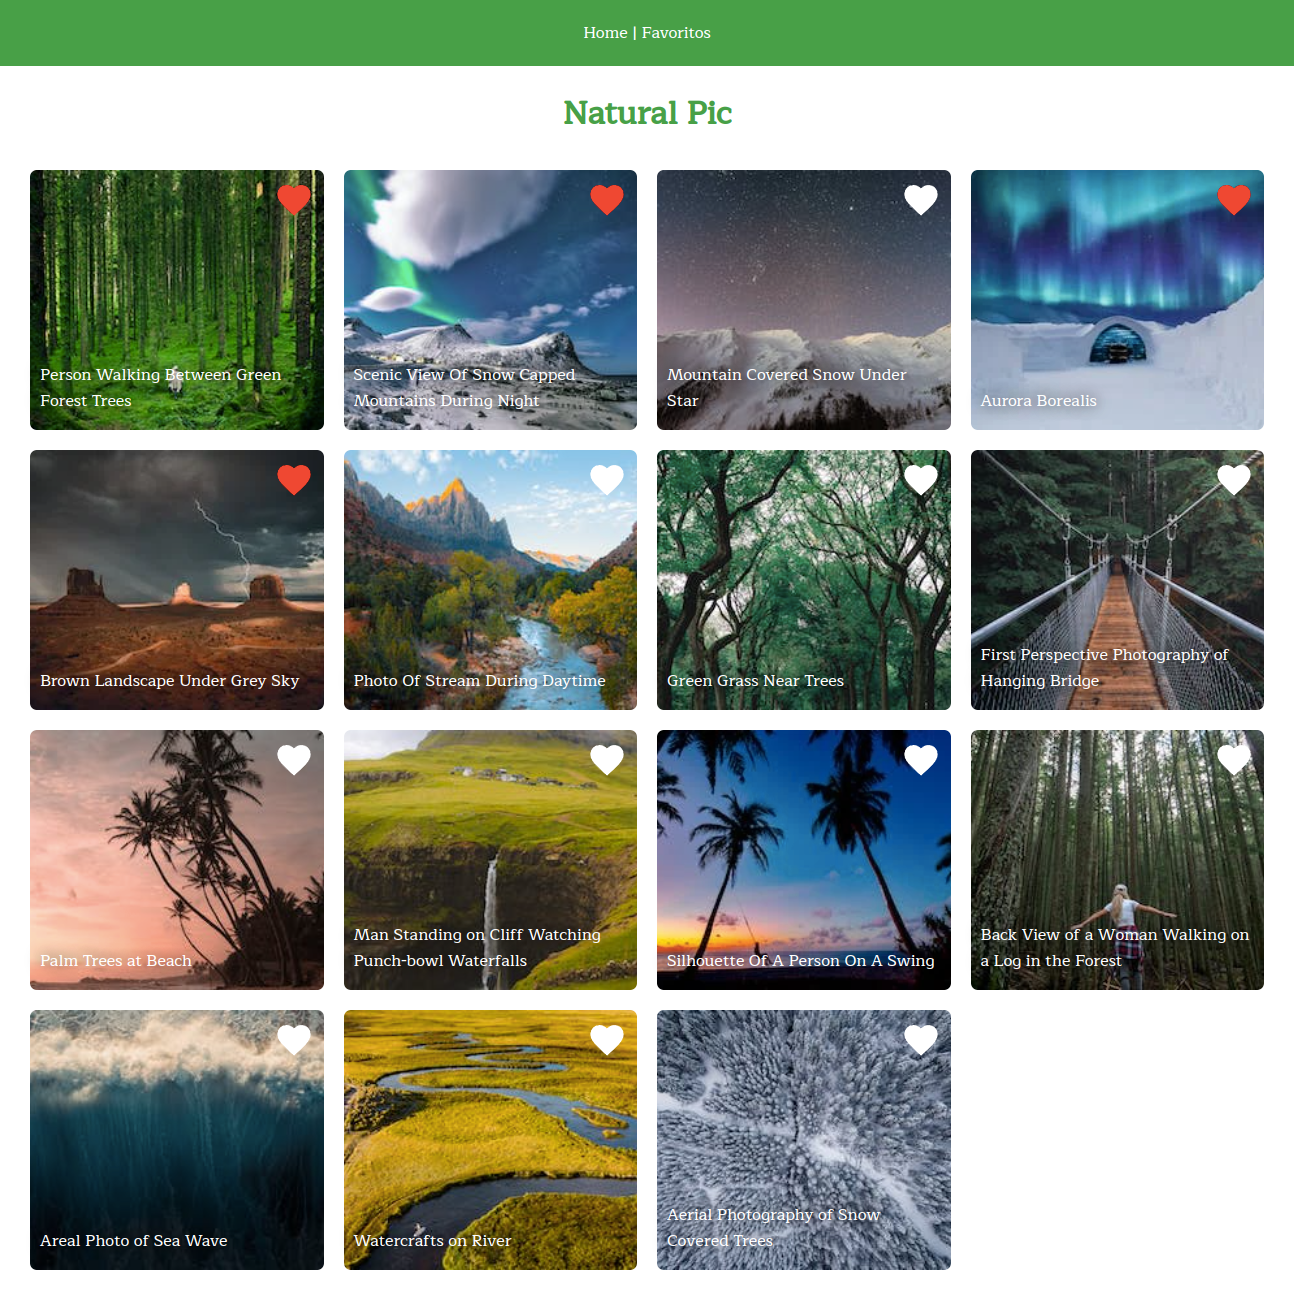 Home | Favoritos
Natural Pic
Person Walking Between Green
Forest Trees
Scenic View Of Snow Capped
Mountains During Night
Mountain Covered Snow Under
Star
Aurora Borealis
Brown Landscape Under Grey Sky
Photo Of Stream During Daytime
Green Grass Near Trees
First Perspective Photography of
Hanging Bridge
Palm Trees at Beach
Man Standing on Cliff Watching
Punch-bowl Waterfalls
Silhouette Of A Person On A Swing
Back View of a Woman Walking on
a Log in the Forest
Areal Photo of Sea Wave
Watercrafts on River
Aerial Photography of Snow
Covered Trees